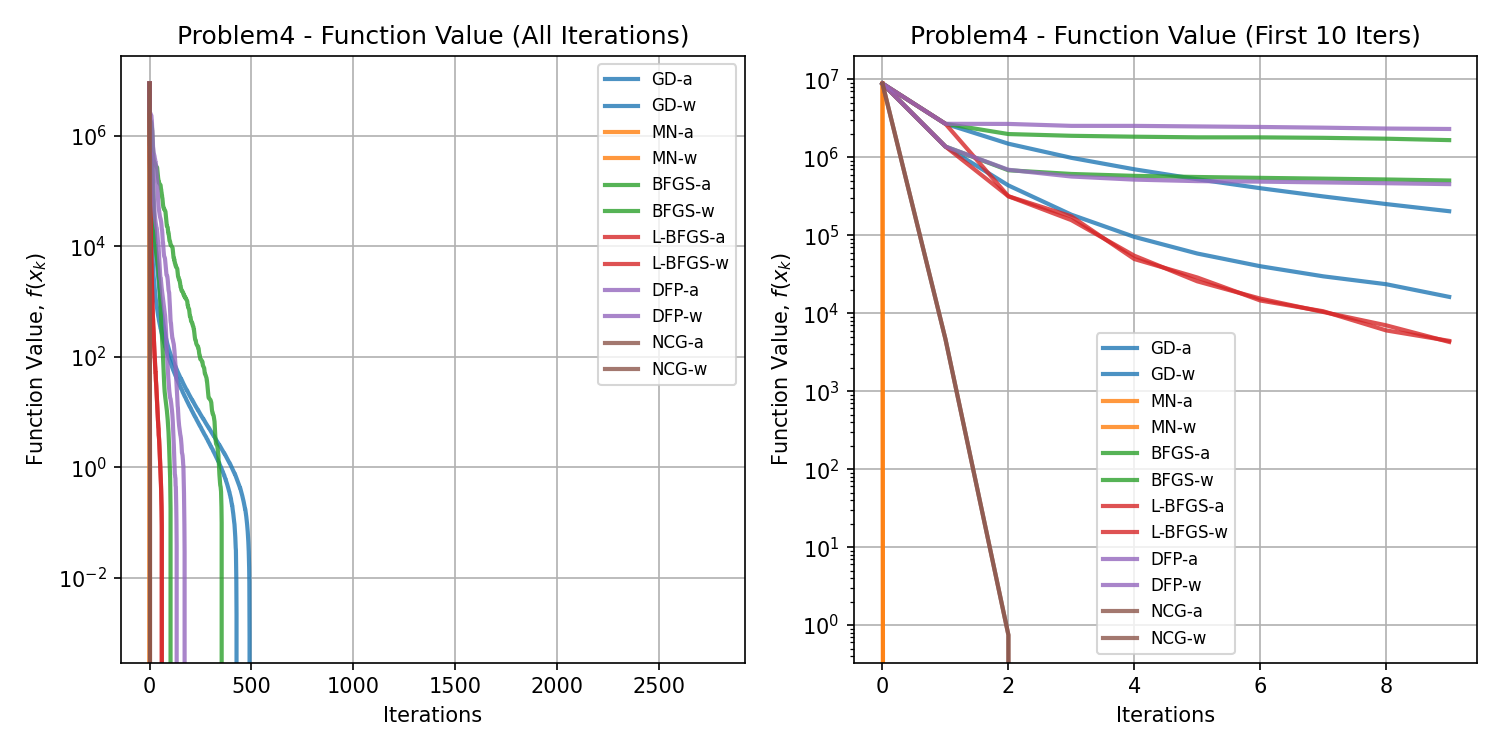 Problem4 - Function Value (All Iterations)
Function Value, f(x_k)
10^6
10^4
10^2
10^0
10^−2
0 500 1000 1500 2000 2500
Iterations
GD-a
GD-w
MN-a
MN-w
BFGS-a
BFGS-w
L-BFGS-a
L-BFGS-w
DFP-a
DFP-w
NCG-a
NCG-w
Problem4 - Function Value (First 10 Iters)
Function Value, f(x_k)
10^7
10^6
10^5
10^4
10^3
10^2
10^1
10^0
0 2 4 6 8
Iterations
GD-a
GD-w
MN-a
MN-w
BFGS-a
BFGS-w
L-BFGS-a
L-BFGS-w
DFP-a
DFP-w
NCG-a
NCG-w